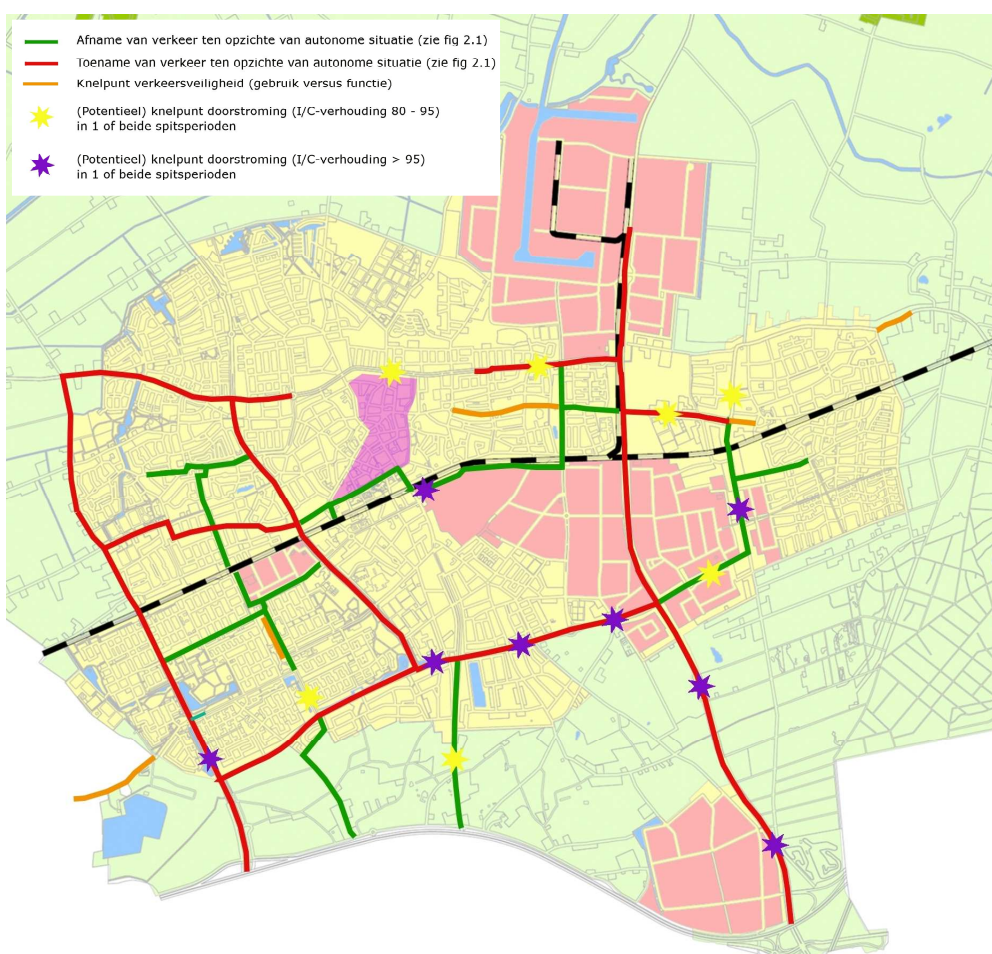 Afname van verkeer ten opzichte van autonome situatie (zie fig 2.1)
Toename van verkeer ten opzichte van autonome situatie (zie fig 2.1)
Knelpunt verkeersveiligheid (gebruik versus functie)
(Potentieel) knelpunt doorstroming (I/C-verhouding 80 - 95)
in 1 of beide spitsperioden
(Potentieel) knelpunt doorstroming (I/C-verhouding > 95)
in 1 of beide spitsperioden